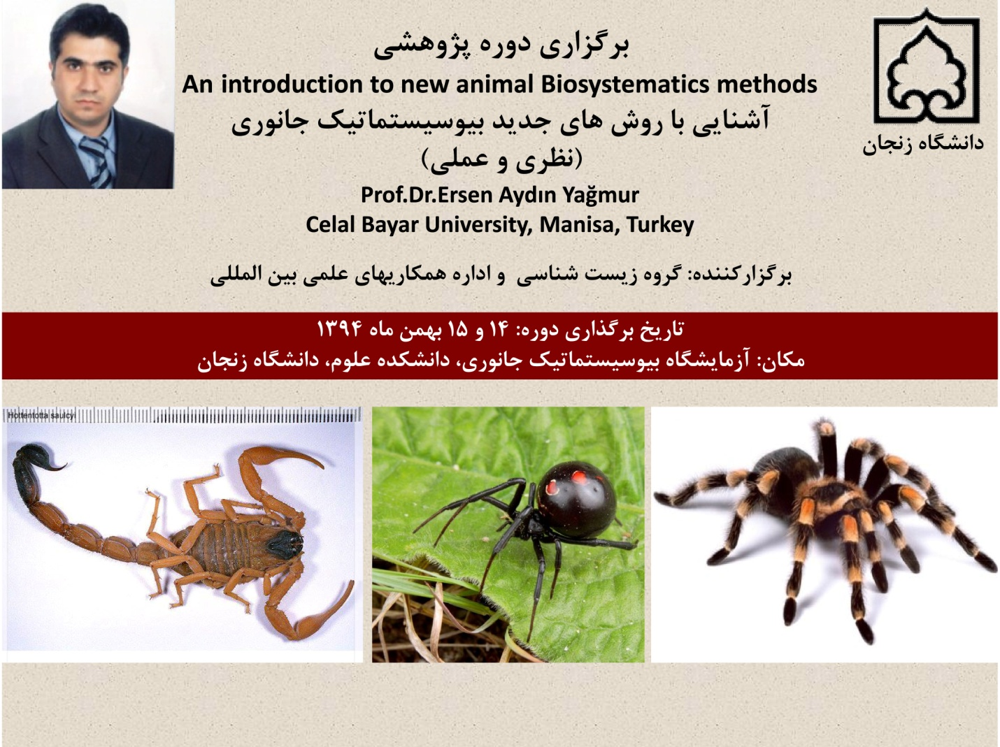 برگزاری دوره پژوهشی
An introduction to new animal Biosystematics methods
آشنایی با روش های جدید بیوسیستماتیک جانوری
(نظری و عملی)
دانشگاه زنجان
Prof.Dr.Ersen Aydın Yağmur
Celal Bayar University, Manisa, Turkey
برگزارکننده: گروه زیست شناسی و اداره همکاریهای علمی بین المللی
تاریخ برگذاری دوره: ۱۴ و ۱۵ بهمن ماه ۱۳۹۴
مکان: آزمایشگاه بیوسیستماتیک جانوری، دانشکده علوم، دانشگاه زنجان
Hottentotta saulcyi